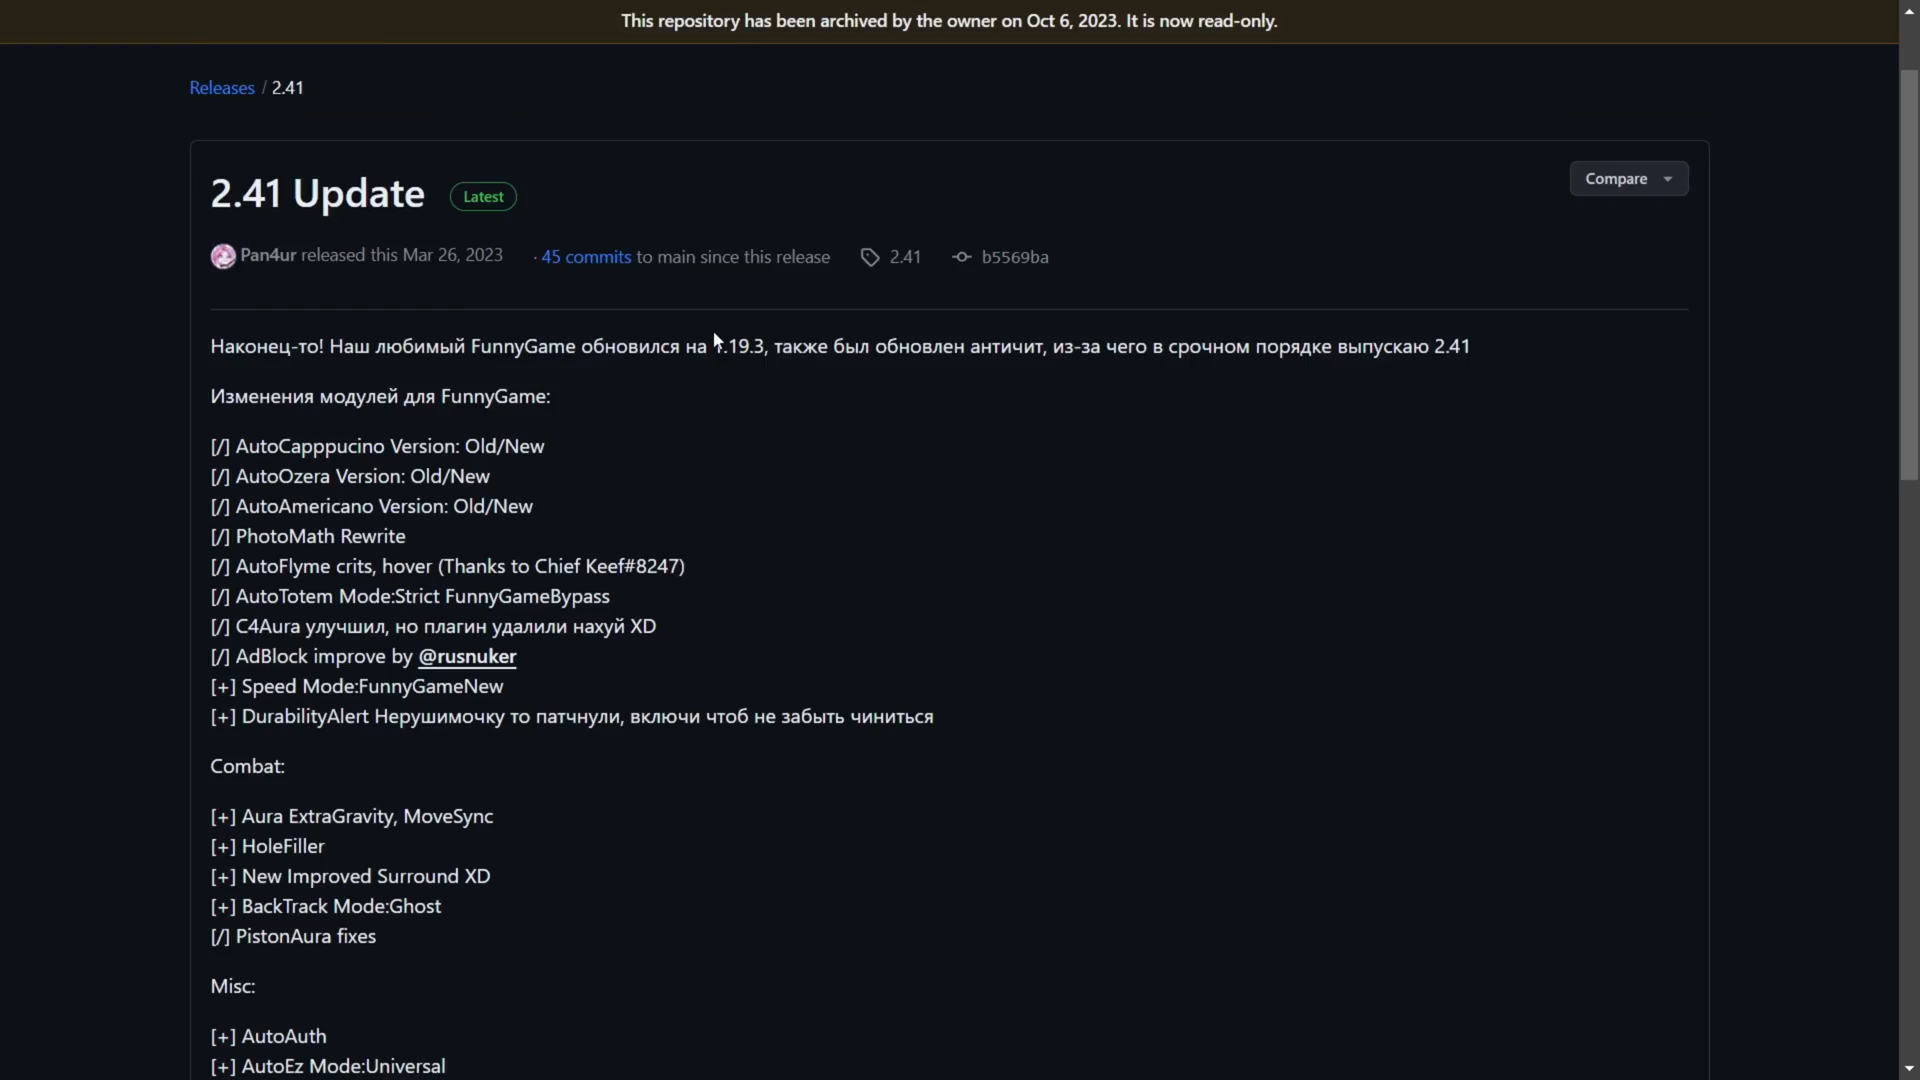 This repository has been archived by the owner on Oct 6, 2023. It is now read-only.
Releases / 2.41
2.41 Update Latest
Compare
Pan4ur released this Mar 26, 2023 · 45 commits to main since this release 2.41 b5569ba
Наконец-то! Наш любимый FunnyGame обновился на .19.3, также был обновлен античит, из-за чего в срочном порядке выпускаю 2.41
Изменения модулей для FunnyGame:
[/] AutoCapppucino Version: Old/New
[/] AutoOzera Version: Old/New
[/] AutoAmericano Version: Old/New
[/] PhotoMath Rewrite
[/] AutoFlyme crits, hover (Thanks to Chief Keef#8247)
[/] AutoTotem Mode:Strict FunnyGameBypass
[/] C4Aura улучшил, но плагин удалили нахуй XD
[/] AdBlock improve by @rusnuker
[+] Speed Mode:FunnyGameNew
[+] DurabilityAlert Нерушимочку то патчнули, включи чтоб не забыть чиниться
Combat:
[+] Aura ExtraGravity, MoveSync
[+] HoleFiller
[+] New Improved Surround XD
[+] BackTrack Mode:Ghost
[/] PistonAura fixes
Misc:
[+] AutoAuth
[+] AutoEz Mode:Universal